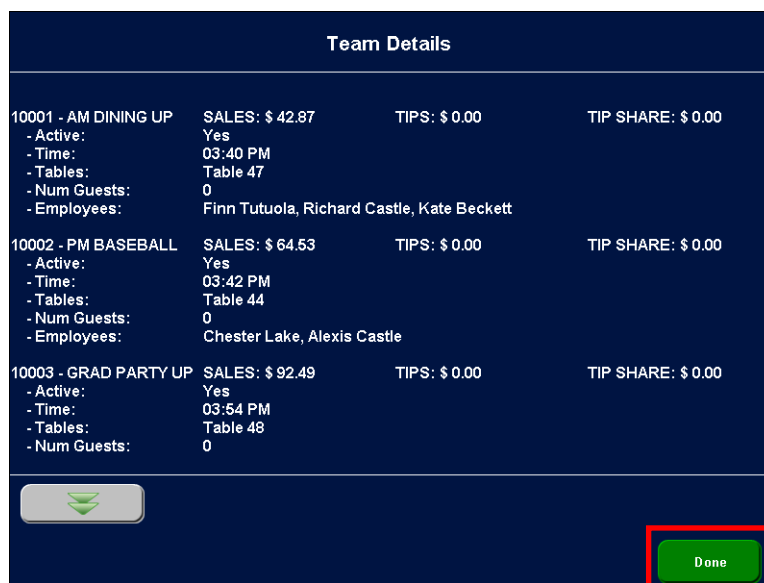 Team Details
10001 - AM DINING UP SALES: $ 42.87 TIPS: $ 0.00 TIP SHARE: $ 0.00
- Active: Yes
- Time: 03:40 PM
- Tables: Table 47
- Num Guests: 0
- Employees: Finn Tutuola, Richard Castle, Kate Beckett
10002 - PM BASEBALL SALES: $ 64.53 TIPS: $ 0.00 TIP SHARE: $ 0.00
- Active: Yes
- Time: 03:42 PM
- Tables: Table 44
- Num Guests: 0
- Employees: Chester Lake, Alexis Castle
10003 - GRAD PARTY UP SALES: $ 92.49 TIPS: $ 0.00 TIP SHARE: $ 0.00
- Active: Yes
- Time: 03:54 PM
- Tables: Table 48
- Num Guests: 0
Done